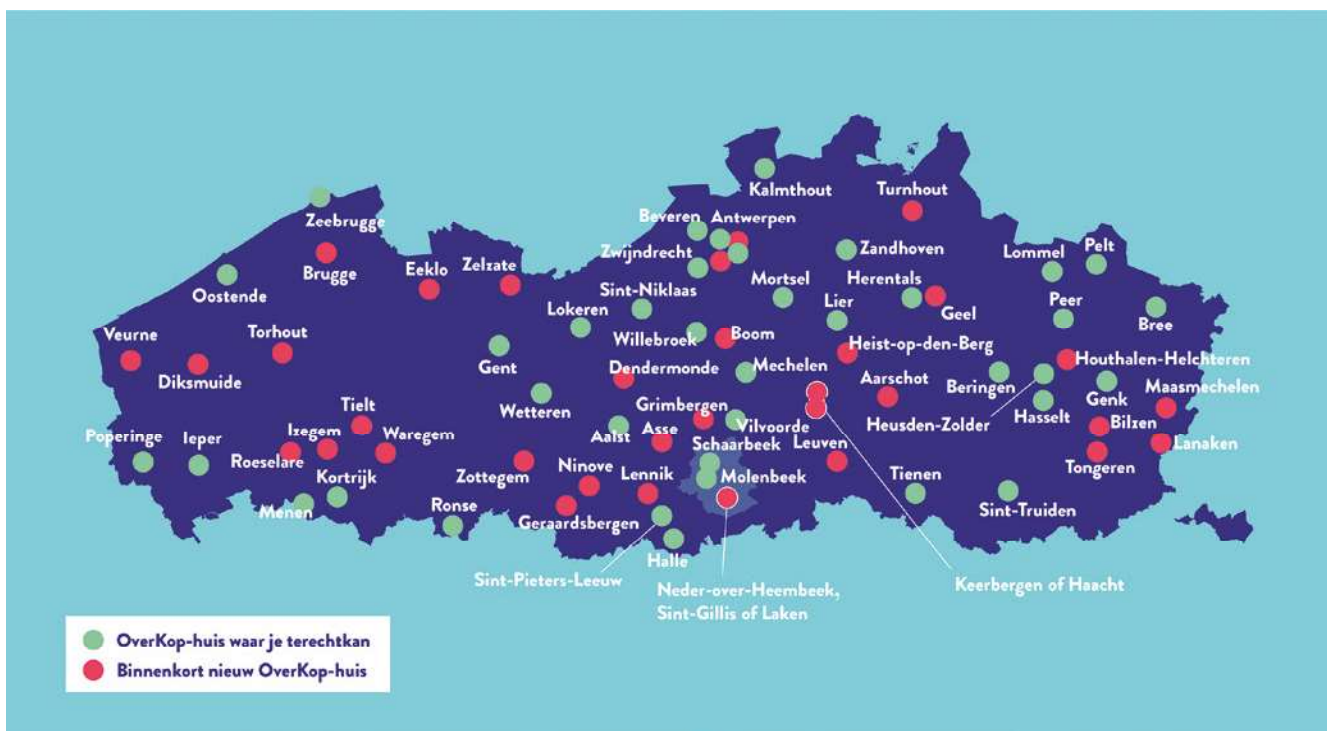 Kalmthout
Turnhout
Zeebrugge
Beveren
Antwerpen
Brugge
Eeklo
Zelzate
Zwijndrecht
Zandhoven
Lommel
Pelt
Oostende
Sint-Niklaas
Mortsel
Herentals
Geel
Peer
Bree
Lokeren
Lier
Veurne
Torhout
Willebroek
Boom
Heist-op-den-Berg
Houthalen-Helchteren
Diksmuide
Gent
Dendermonde
Mechelen
Aarschot
Beringen
Genk
Maasmechelen
Wetteren
Tielt
Grimbergen
Hasselt
Heusden-Zolder
Bilzen
Poperinge
Ieper
Izegem
Waregem
Aalst
Asse
Vilvoorde
Leuven
Lanaken
Roeselare
Schaarbeek
Tongeren
Kortrijk
Zottegem
Ninove
Lennik
Molenbeek
Tienen
Menen
Ronse
Geraardsbergen
Sint-Truiden
Halle
Sint-Pieters-Leeuw
Neder-over-Heembeek,
Sint-Gillis of Laken
Keerbergen of Haacht
OverKop-huis waar je terechtkan
Binnenkort nieuw OverKop-huis